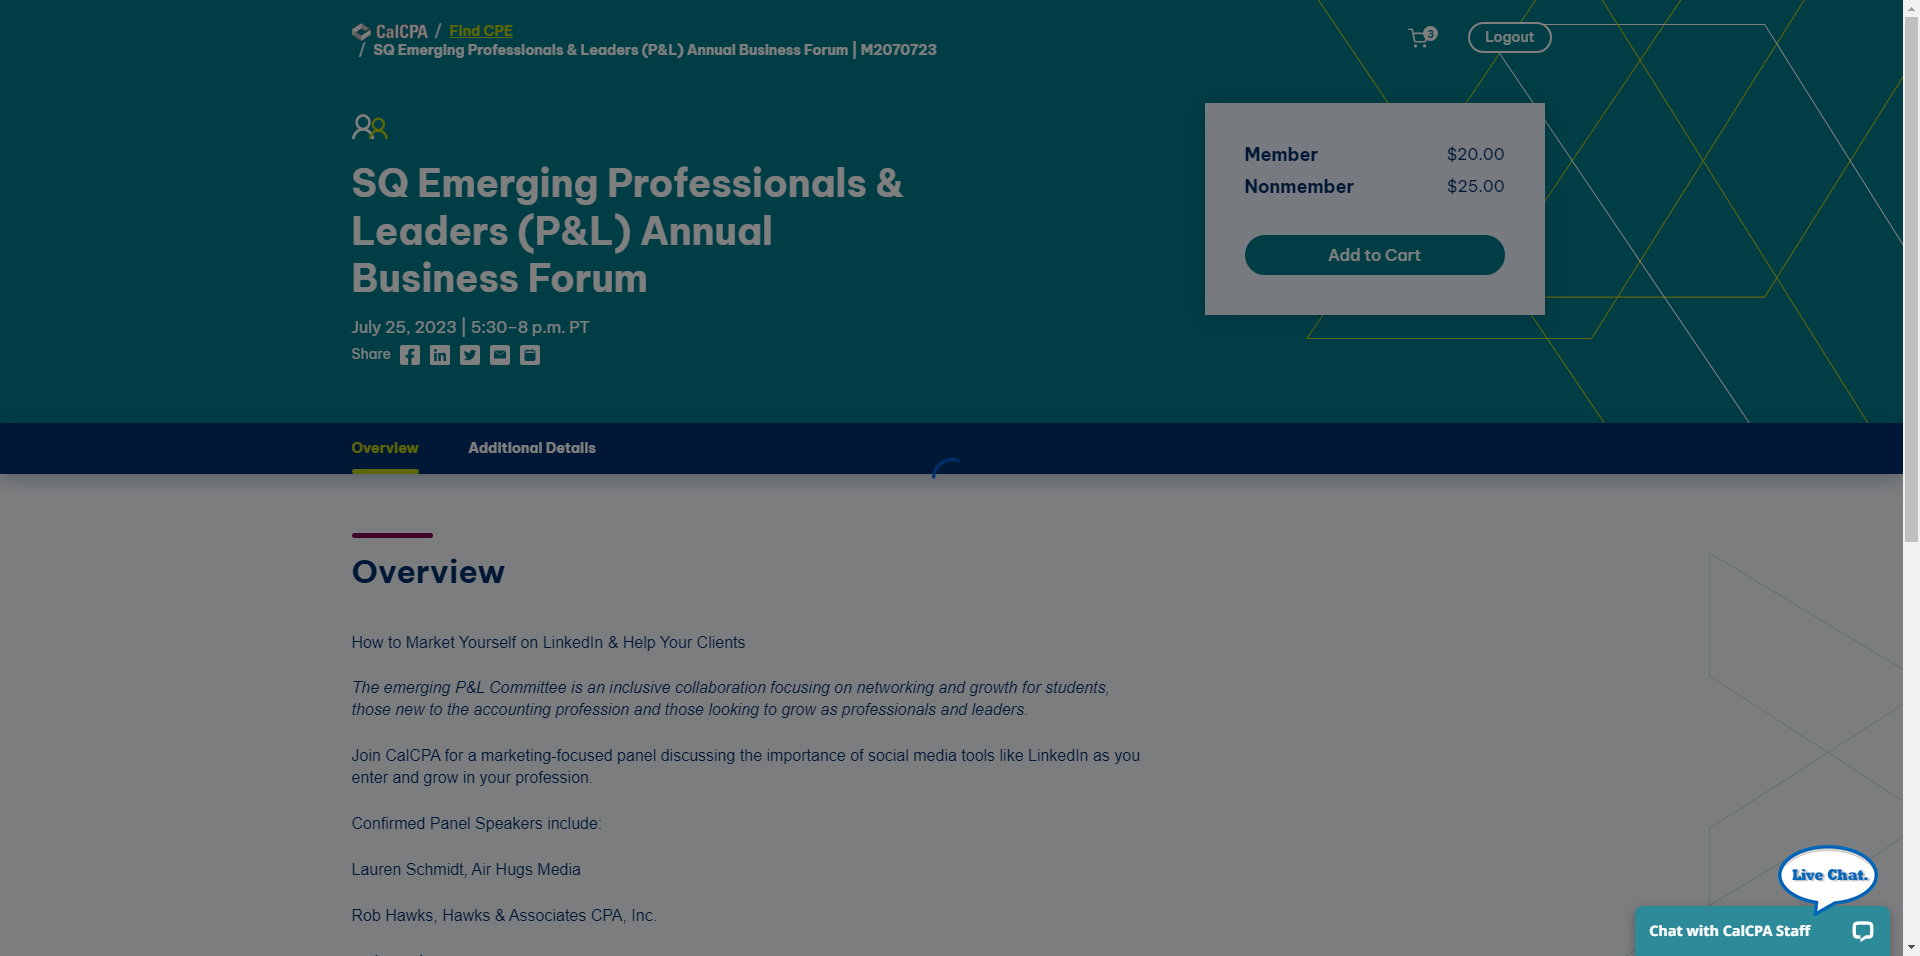 CalCPA / Find CPE
/ SQ Emerging Professionals & Leaders (P&L) Annual Business Forum | M2070723
3
Logout
SQ Emerging Professionals &
Leaders (P&L) Annual
Business Forum
July 25, 2023 | 5:30–8 p.m. PT
Share
Member $20.00
Nonmember $25.00
Add to Cart
Overview
Additional Details
Overview
How to Market Yourself on LinkedIn & Help Your Clients
The emerging P&L Committee is an inclusive collaboration focusing on networking and growth for students,
those new to the accounting profession and those looking to grow as professionals and leaders.
Join CalCPA for a marketing-focused panel discussing the importance of social media tools like LinkedIn as you
enter and grow in your profession.
Confirmed Panel Speakers include:
Lauren Schmidt, Air Hugs Media
Rob Hawks, Hawks & Associates CPA, Inc.
Live Chat.
Chat with CalCPA Staff